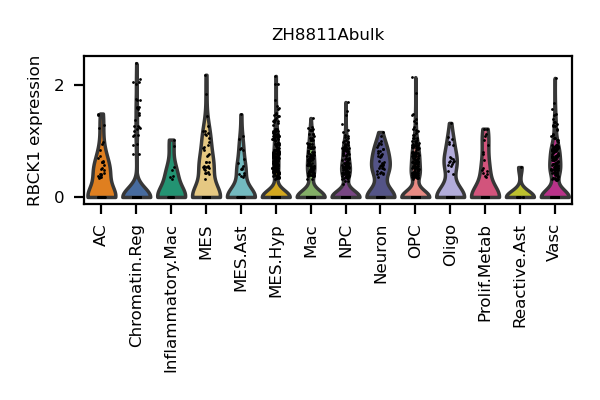 ZH8811Abulk
RBCK1 expression
2
0
AC
Chromatin.Reg
Inflammatory.Mac
MES
MES.Ast
MES.Hyp
Mac
NPC
Neuron
OPC
Oligo
Prolif.Metab
Reactive.Ast
Vasc